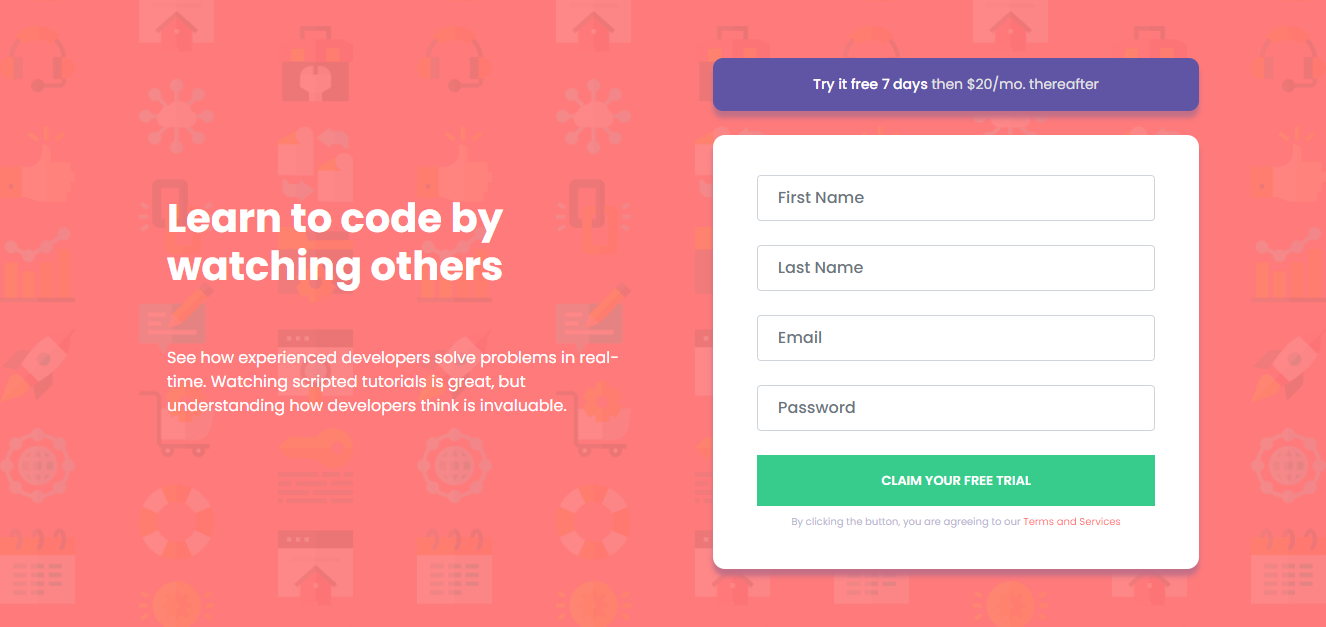 Learn to code by
watching others
See how experienced developers solve problems in real-
time. Watching scripted tutorials is great, but
understanding how developers think is invaluable.
Try it free 7 days then $20/mo. thereafter
First Name
Last Name
Email
Password
CLAIM YOUR FREE TRIAL
By clicking the button, you are agreeing to our Terms and Services